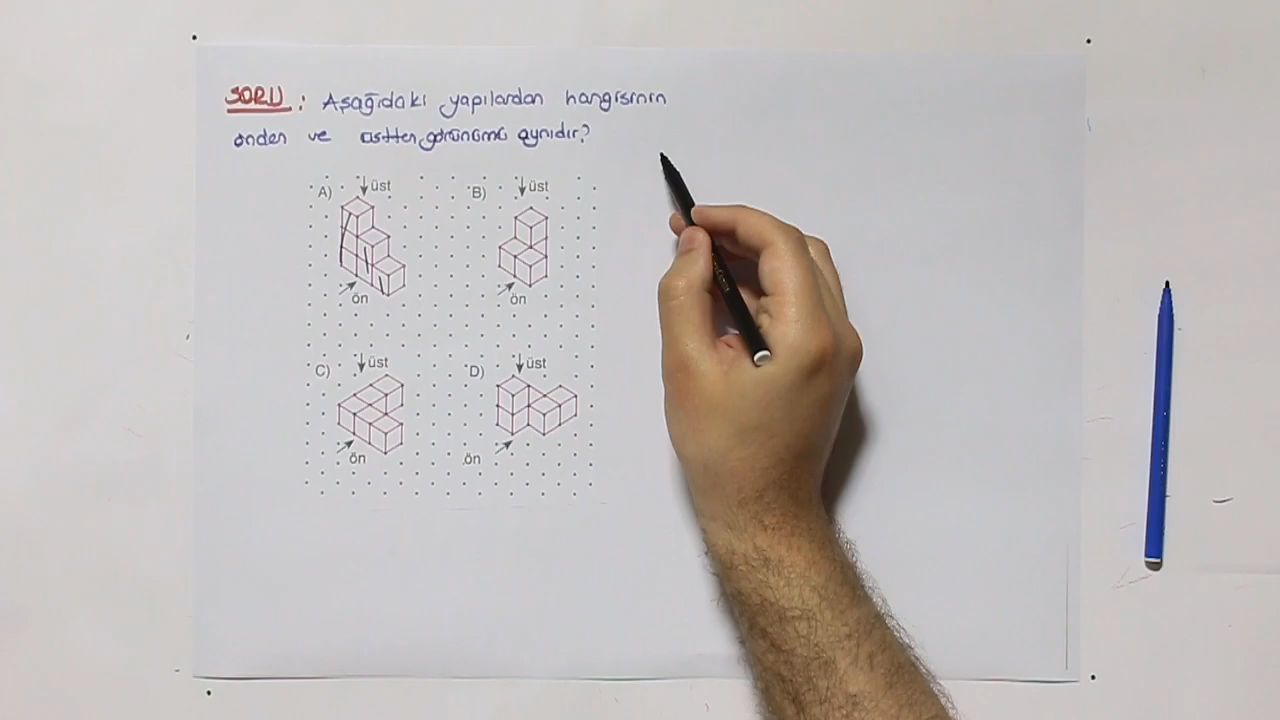 SORU : Aşağıdaki yapılardan hangisinin
önden ve üstten görünümü aynıdır?
A) üst
B) üst
ön
ön
C) üst
D) üst
ön
ön